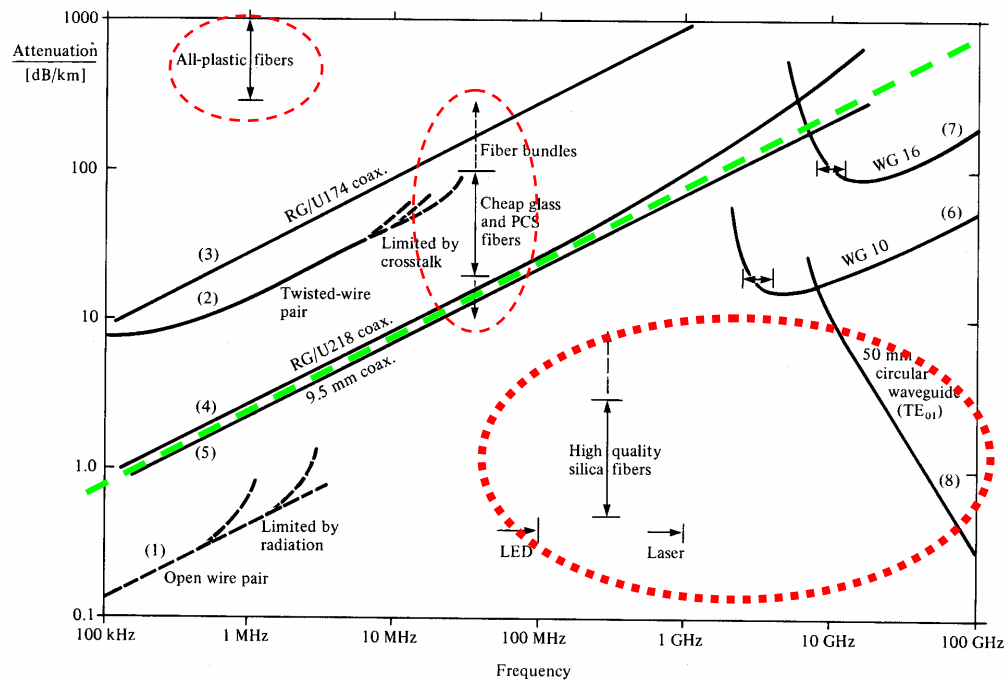 Attenuation
[dB/km]
1000
100
10
1.0
0.1
All-plastic fibers
Fiber bundles
Cheap glass
and PCS
fibers
RG/U174 coax.
(3)
(2)
Limited by
crosstalk
Twisted-wire
pair
RG/U218 coax.
9.5 mm coax.
(4)
(5)
(1)
Limited by
radiation
Open wire pair
(7)
WG 16
(6)
WG 10
50 mm
circular
waveguide
(TE01)
(8)
High quality
silica fibers
LED
Laser
100 kHz
1 MHz
10 MHz
100 MHz
1 GHz
10 GHz
100 GHz
Frequency